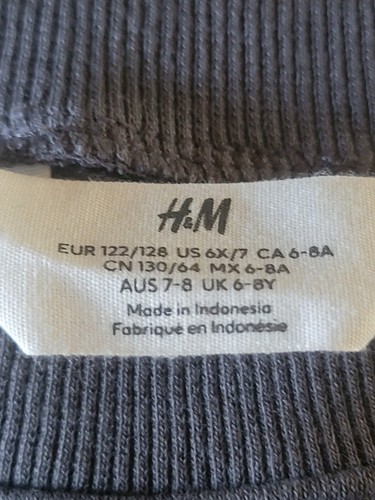 H&M
EUR 122/128 US 6X/7 CA 6-8A
CN 130/64 MX 6-8A
AUS 7-8 UK 6-8Y
Made in Indonesia
Fabriqué en Indonésie